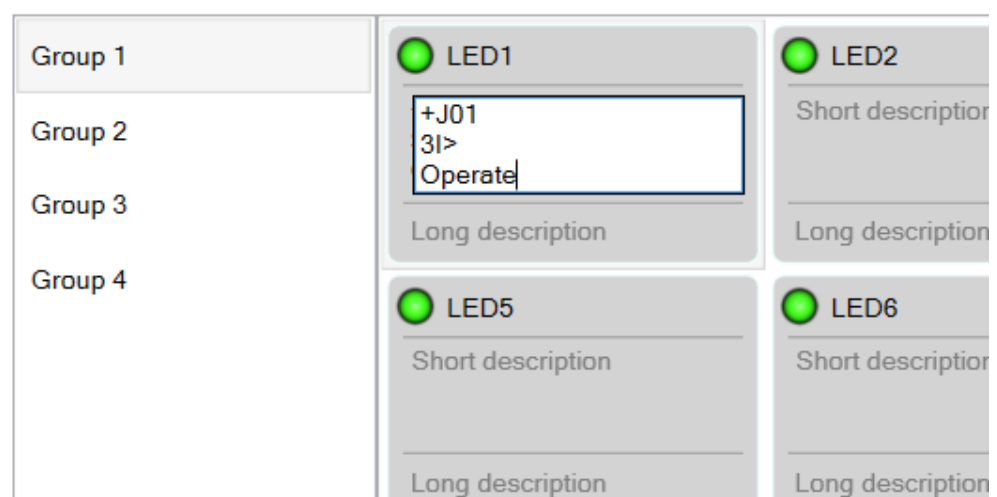 Group 1
Group 2
Group 3
Group 4
LED1
+J01
3I>
Operate
Long description
LED2
Short description
Long description
LED5
Short description
Long description
LED6
Short description
Long description